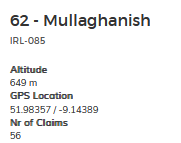 62 - Mullaghanish
IRL-085
Altitude
649 m
GPS Location
51.98357 / -9.14389
Nr of Claims
56